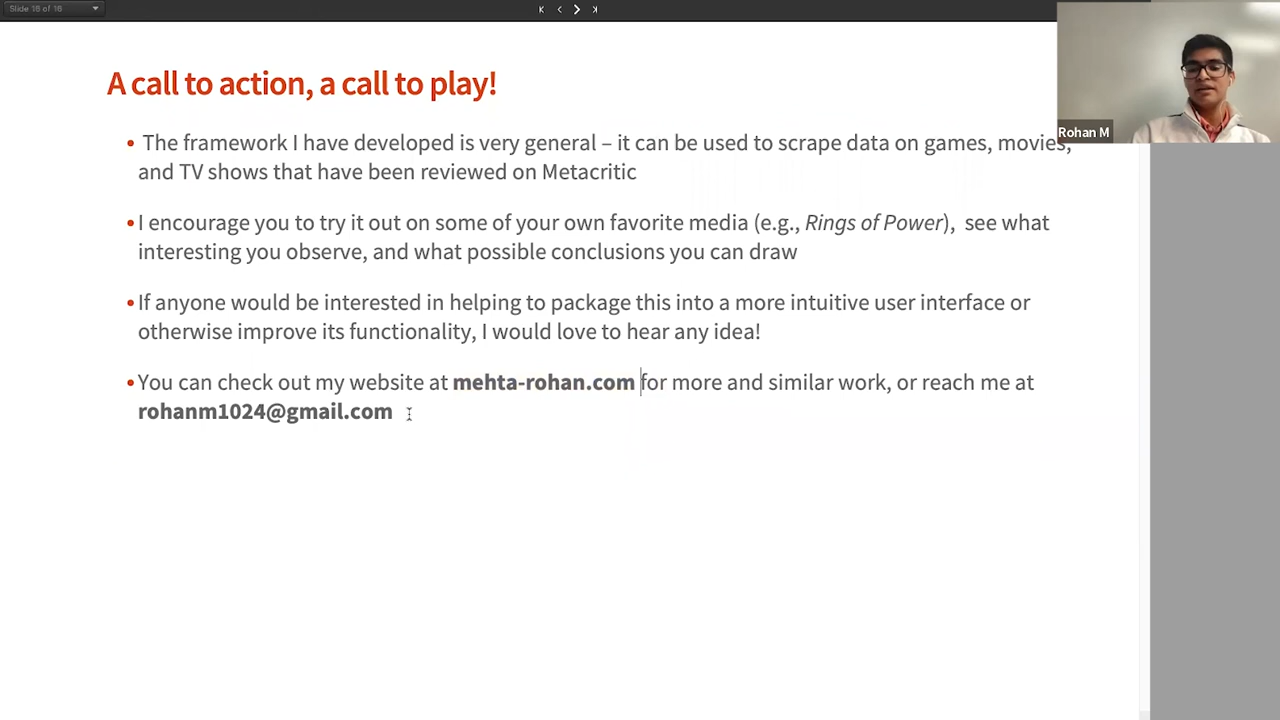 Slide 16 of 16
A call to action, a call to play!
• The framework I have developed is very general – it can be used to scrape data on games, movies,
and TV shows that have been reviewed on Metacritic
• I encourage you to try it out on some of your own favorite media (e.g., Rings of Power), see what
interesting you observe, and what possible conclusions you can draw
• If anyone would be interested in helping to package this into a more intuitive user interface or
otherwise improve its functionality, I would love to hear any idea!
• You can check out my website at mehta-rohan.com for more and similar work, or reach me at
rohanm1024@gmail.com
Rohan M